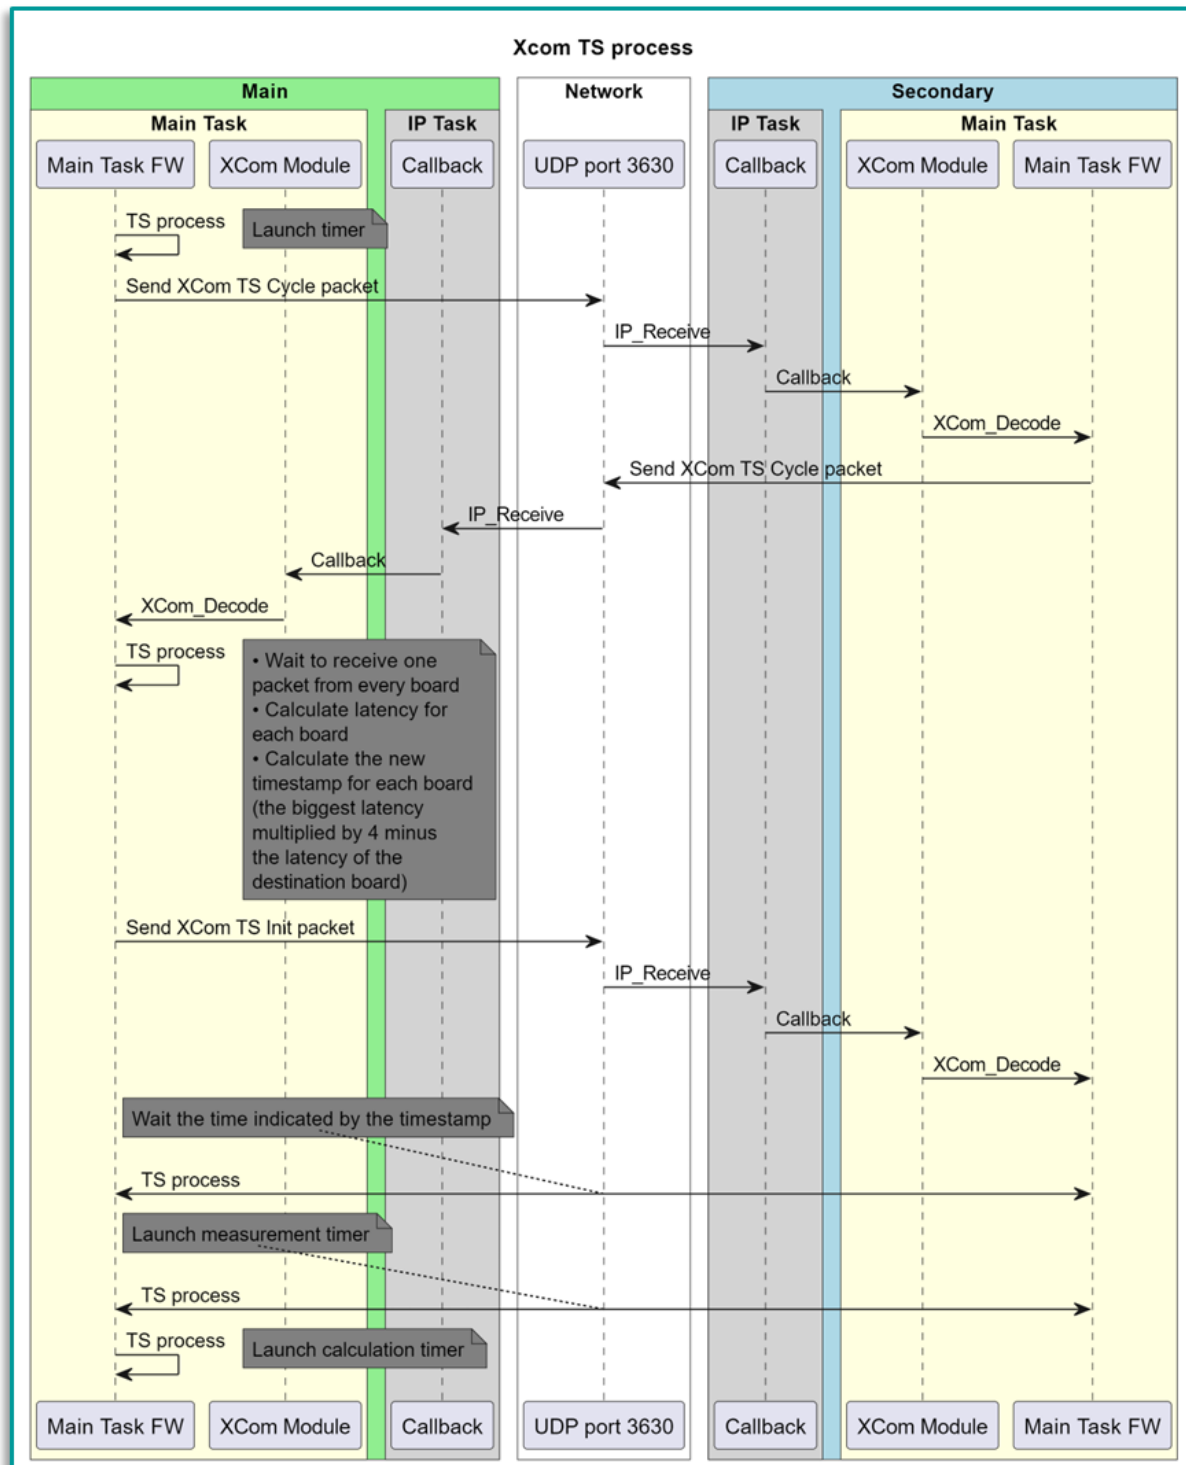 Xcom TS process
Main
Network
Secondary
Main Task
IP Task
IP Task
Main Task
Main Task FW
XCom Module
Callback
UDP port 3630
Callback
XCom Module
Main Task FW
TS process
Launch timer
Send XCom TS Cycle packet
IP_Receive
Callback
XCom_Decode
Send XCom TS Cycle packet
IP_Receive
Callback
XCom_Decode
TS process
• Wait to receive one
packet from every board
• Calculate latency for
each board
• Calculate the new
timestamp for each board
(the biggest latency
multiplied by 4 minus
the latency of the
destination board)
Send XCom TS Init packet
IP_Receive
Callback
XCom_Decode
Wait the time indicated by the timestamp
TS process
Launch measurement timer
TS process
TS process
Launch calculation timer
Main Task FW
XCom Module
Callback
UDP port 3630
Callback
XCom Module
Main Task FW